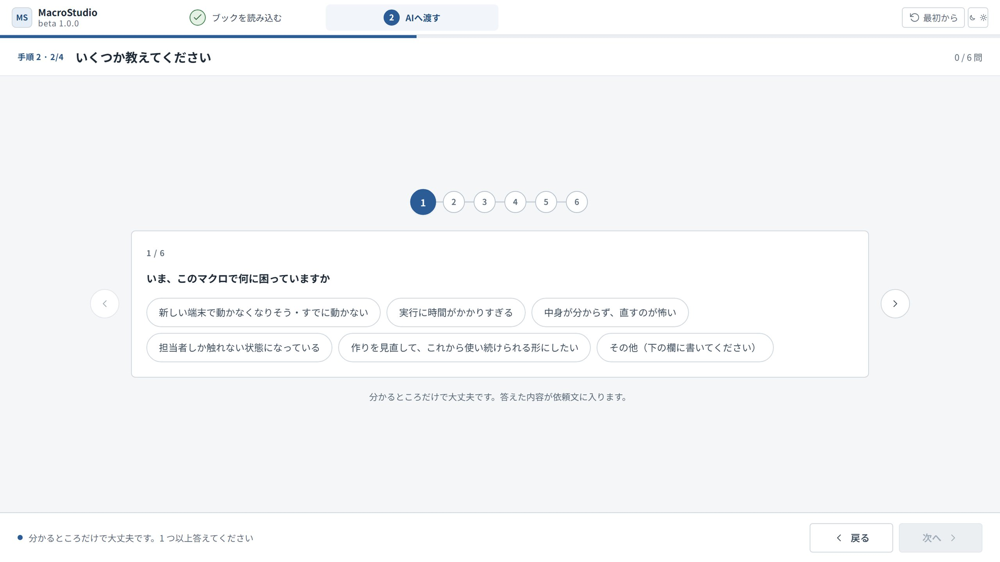 MS
MacroStudio
beta 1.0.0
ブックを読み込む
2
AIへ渡す
最初から
手順 2・2/4
いくつか教えてください
0 / 6 問
1
2
3
4
5
6
1 / 6
いま、このマクロで何に困っていますか
新しい端末で動かなくなりそう・すでに動かない
実行に時間がかかりすぎる
中身が分からず、直すのが怖い
担当者しか触れない状態になっている
作りを見直して、これから使い続けられる形にしたい
その他（下の欄に書いてください）
分かるところだけで大丈夫です。答えた内容が依頼文に入ります。
分かるところだけで大丈夫です。1 つ以上答えてください
戻る
次へ